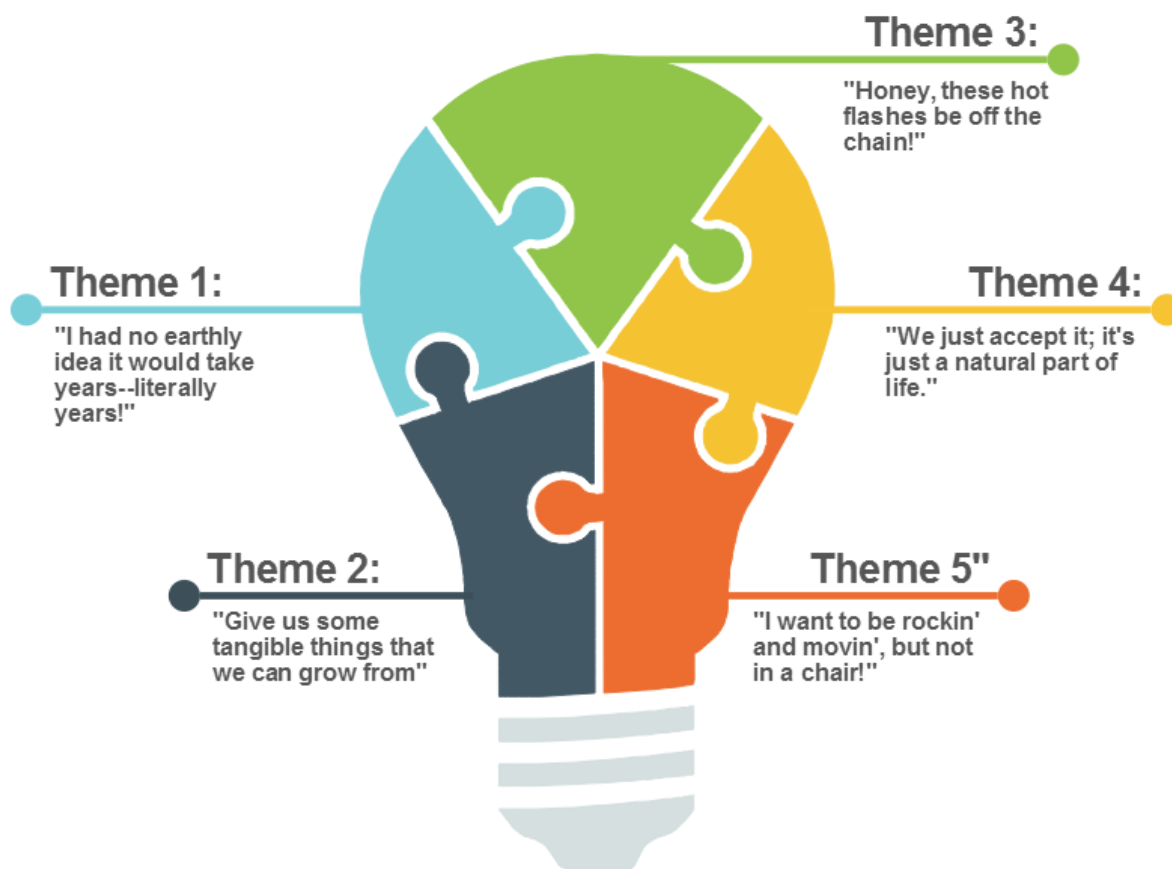 Theme 1:
"I had no earthly
idea it would take
years--literally
years!"
Theme 2:
"Give us some
tangible things that
we can grow from"
Theme 3:
"Honey, these hot
flashes be off the
chain!"
Theme 4:
"We just accept it; it's
just a natural part of
life."
Theme 5"
"I want to be rockin'
and movin', but not
in a chair!"